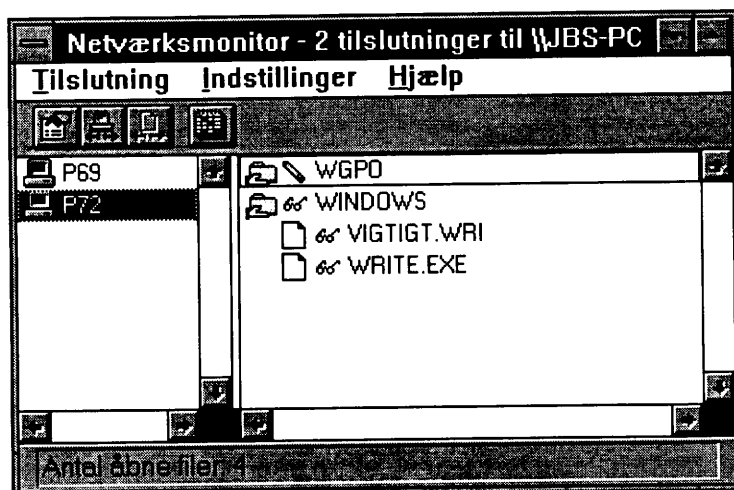 Netværksmonitor - 2 tilslutninger til \\JBS-PC
Tilslutning Indstillinger Hjælp
P69
P72
WGPO
WINDOWS
VIGTIGT.WRI
WRITE.EXE
Antal åbne filer: 4